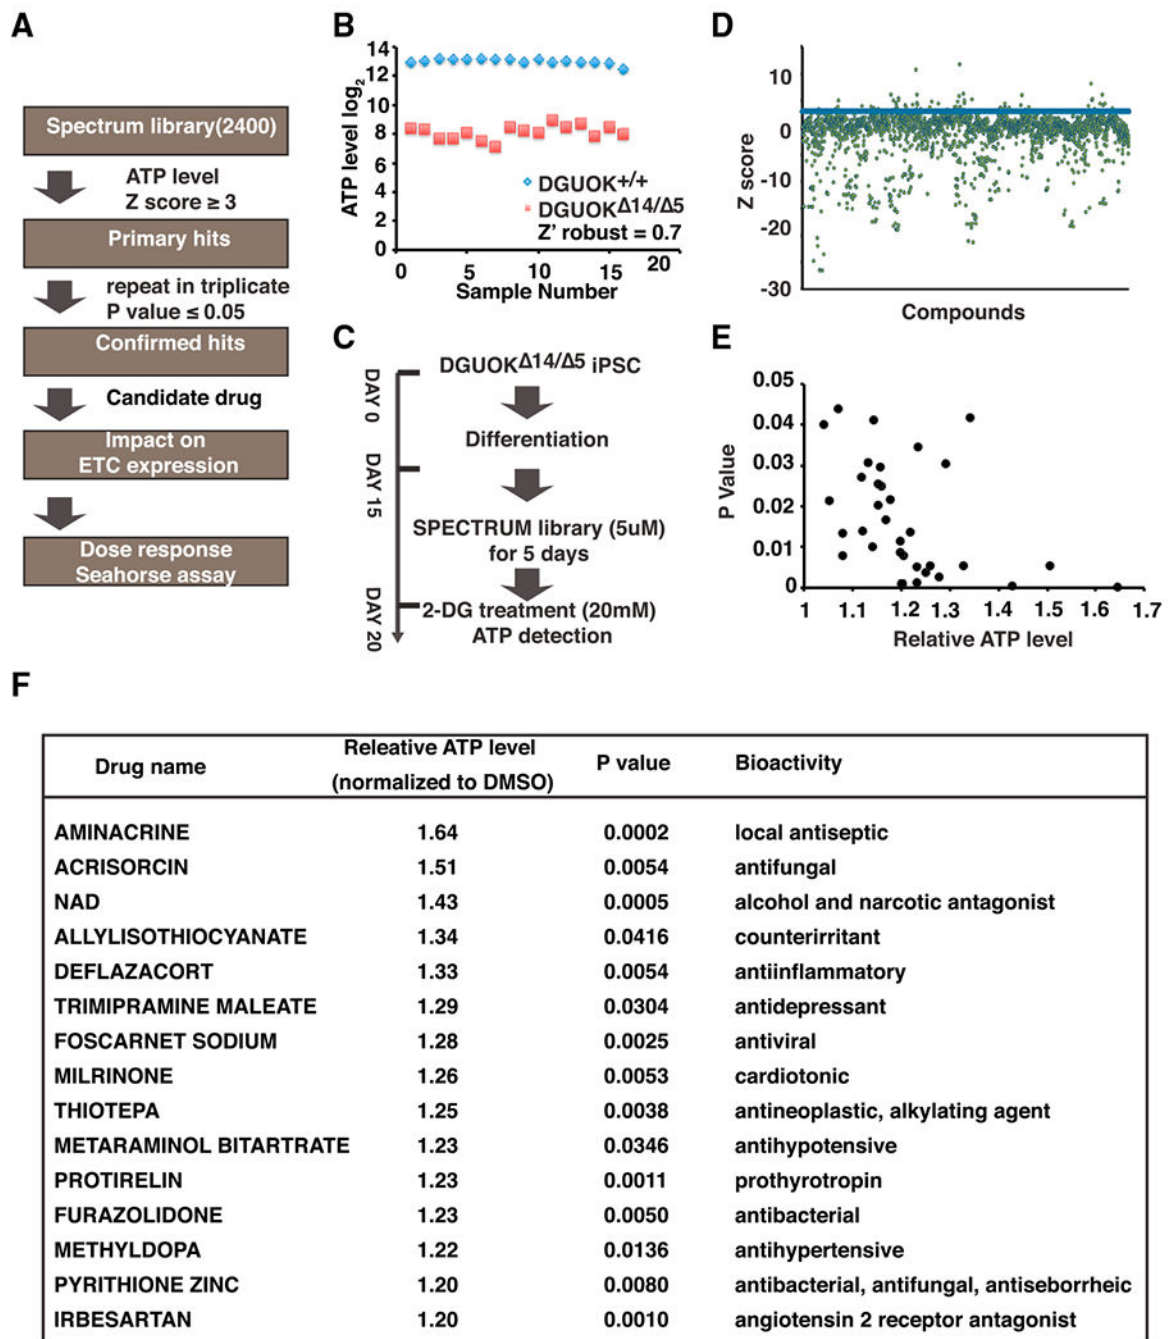 A
Spectrum library(2400)
ATP level
Z score ≥ 3
Primary hits
repeat in triplicate
P value ≤ 0.05
Confirmed hits
Candidate drug
Impact on
ETC expression
Dose response
Seahorse assay
B
ATP level log2
14
12
10
8
6
4
2
0
0 5 10 15 20
Sample Number
DGUOK+/+
DGUOKΔ14/Δ5
Z' robust = 0.7
C
DAY 0
DAY 15
DAY 20
DGUOKΔ14/Δ5 iPSC
Differentiation
SPECTRUM library (5uM)
for 5 days
2-DG treatment (20mM)
ATP detection
D
Z score
10
0
-10
-20
-30
Compounds
E
P Value
0.05
0.04
0.03
0.02
0.01
0
1 1.1 1.2 1.3 1.4 1.5 1.6 1.7
Relative ATP level
F
Drug name Releative ATP level (normalized to DMSO) P value Bioactivity
AMINACRINE 1.64 0.0002 local antiseptic
ACRISORCIN 1.51 0.0054 antifungal
NAD 1.43 0.0005 alcohol and narcotic antagonist
ALLYLISOTHIOCYANATE 1.34 0.0416 counterirritant
DEFLAZACORT 1.33 0.0054 antiinflammatory
TRIMIPRAMINE MALEATE 1.29 0.0304 antidepressant
FOSCARNET SODIUM 1.28 0.0025 antiviral
MILRINONE 1.26 0.0053 cardiotonic
THIOTEPA 1.25 0.0038 antineoplastic, alkylating agent
METARAMINOL BITARTRATE 1.23 0.0346 antihypotensive
PROTIRELIN 1.23 0.0011 prothyrotropin
FURAZOLIDONE 1.23 0.0050 antibacterial
METHYLDOPA 1.22 0.0136 antihypertensive
PYRITHIONE ZINC 1.20 0.0080 antibacterial, antifungal, antiseborrheic
IRBESARTAN 1.20 0.0010 angiotensin 2 receptor antagonist